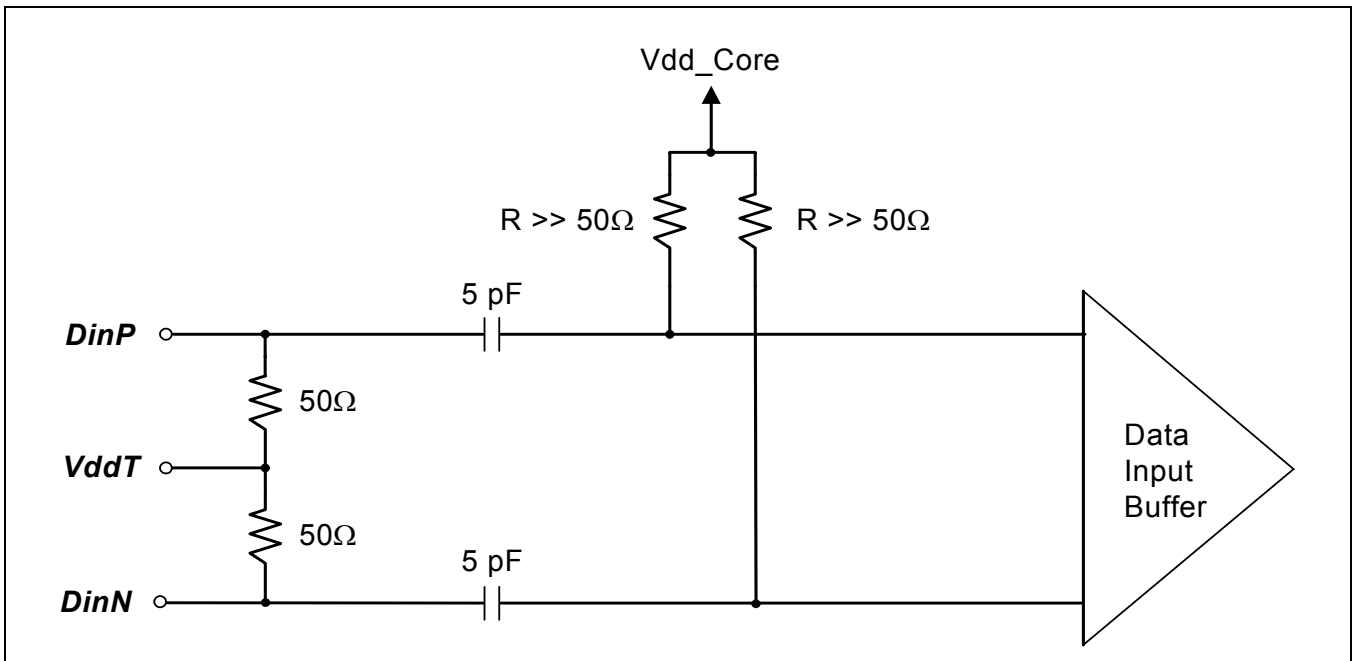 Vdd_Core
R >> 50Ω
R >> 50Ω
5 pF
DinP
50Ω
VddT
50Ω
5 pF
DinN
Data
Input
Buffer